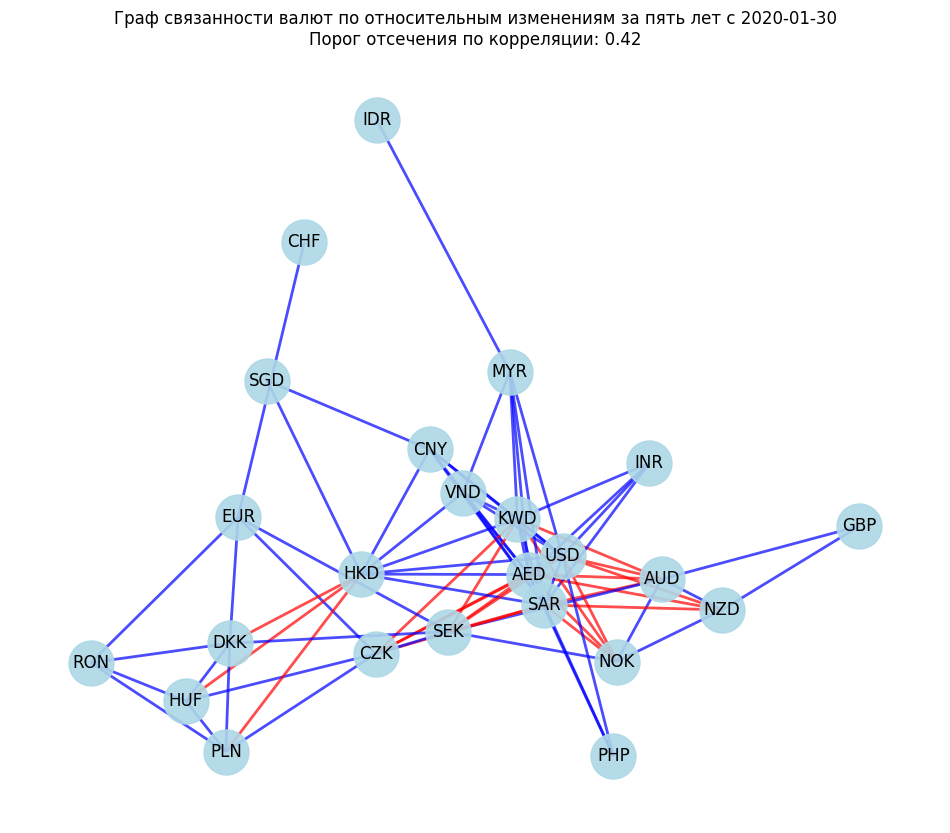 Граф связанности валют по относительным изменениям за пять лет с 2020-01-30
Порог отсечения по корреляции: 0.42
IDR
CHF
MYR
SGD
CNY
INR
VND
EUR
KWD
GBP
USD
HKD
AED
AUD
SAR
NZD
SEK
DKK
CZK
RON
NOK
HUF
PLN
PHP